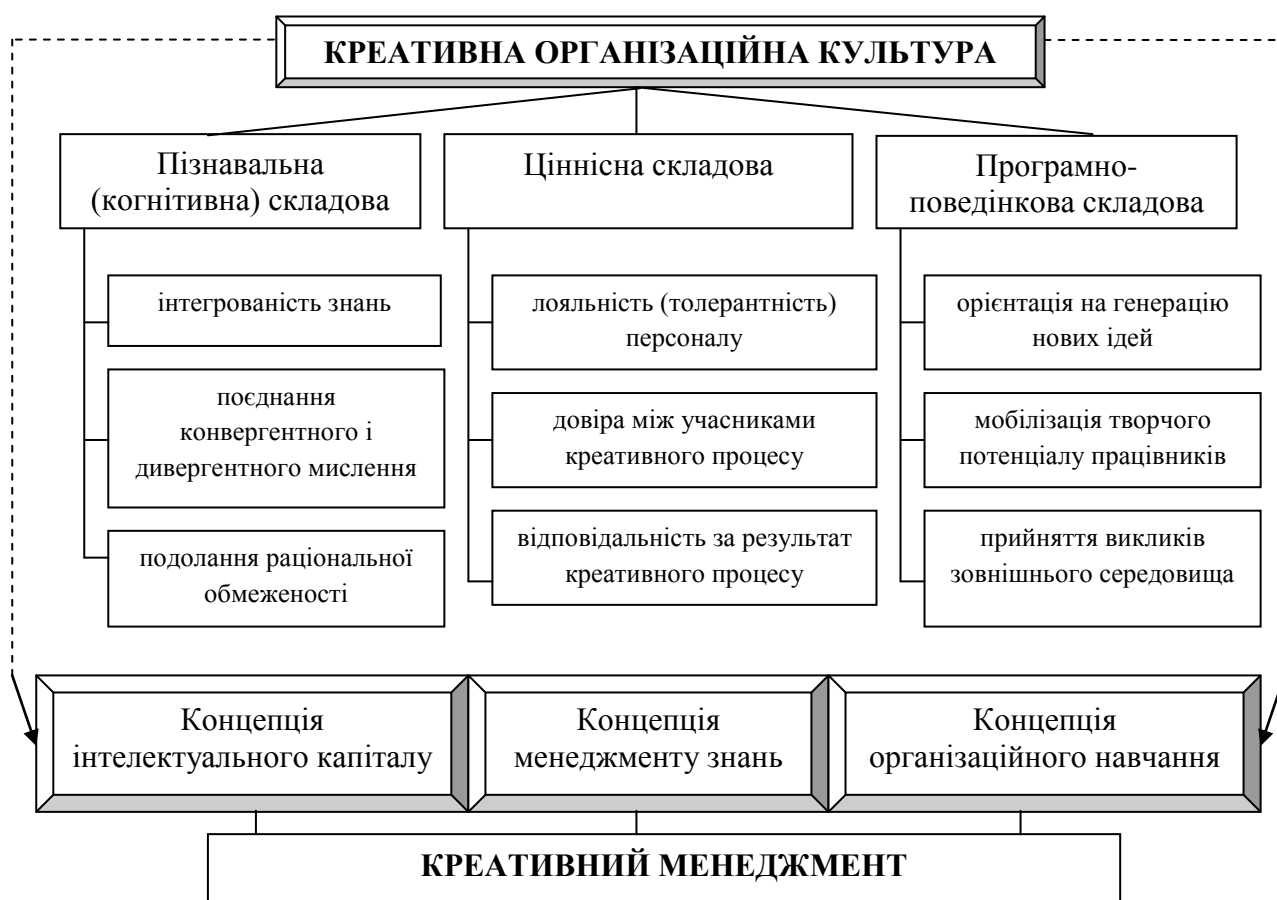 КРЕАТИВНА ОРГАНІЗАЦІЙНА КУЛЬТУРА
Пізнавальна
(когнітивна) складова
інтегрованість знань
поєднання
конвергентного і
дивергентного мислення
подолання раціональної
обмеженості
Ціннісна складова
лояльність (толерантність)
персоналу
довіра між учасниками
креативного процесу
відповідальність за результат
креативного процесу
Програмно-
поведінкова складова
орієнтація на генерацію
нових ідей
мобілізація творчого
потенціалу працівників
прийняття викликів
зовнішнього середовища
Концепція
інтелектуального капіталу
Концепція
менеджменту знань
Концепція
організаційного навчання
КРЕАТИВНИЙ МЕНЕДЖМЕНТ